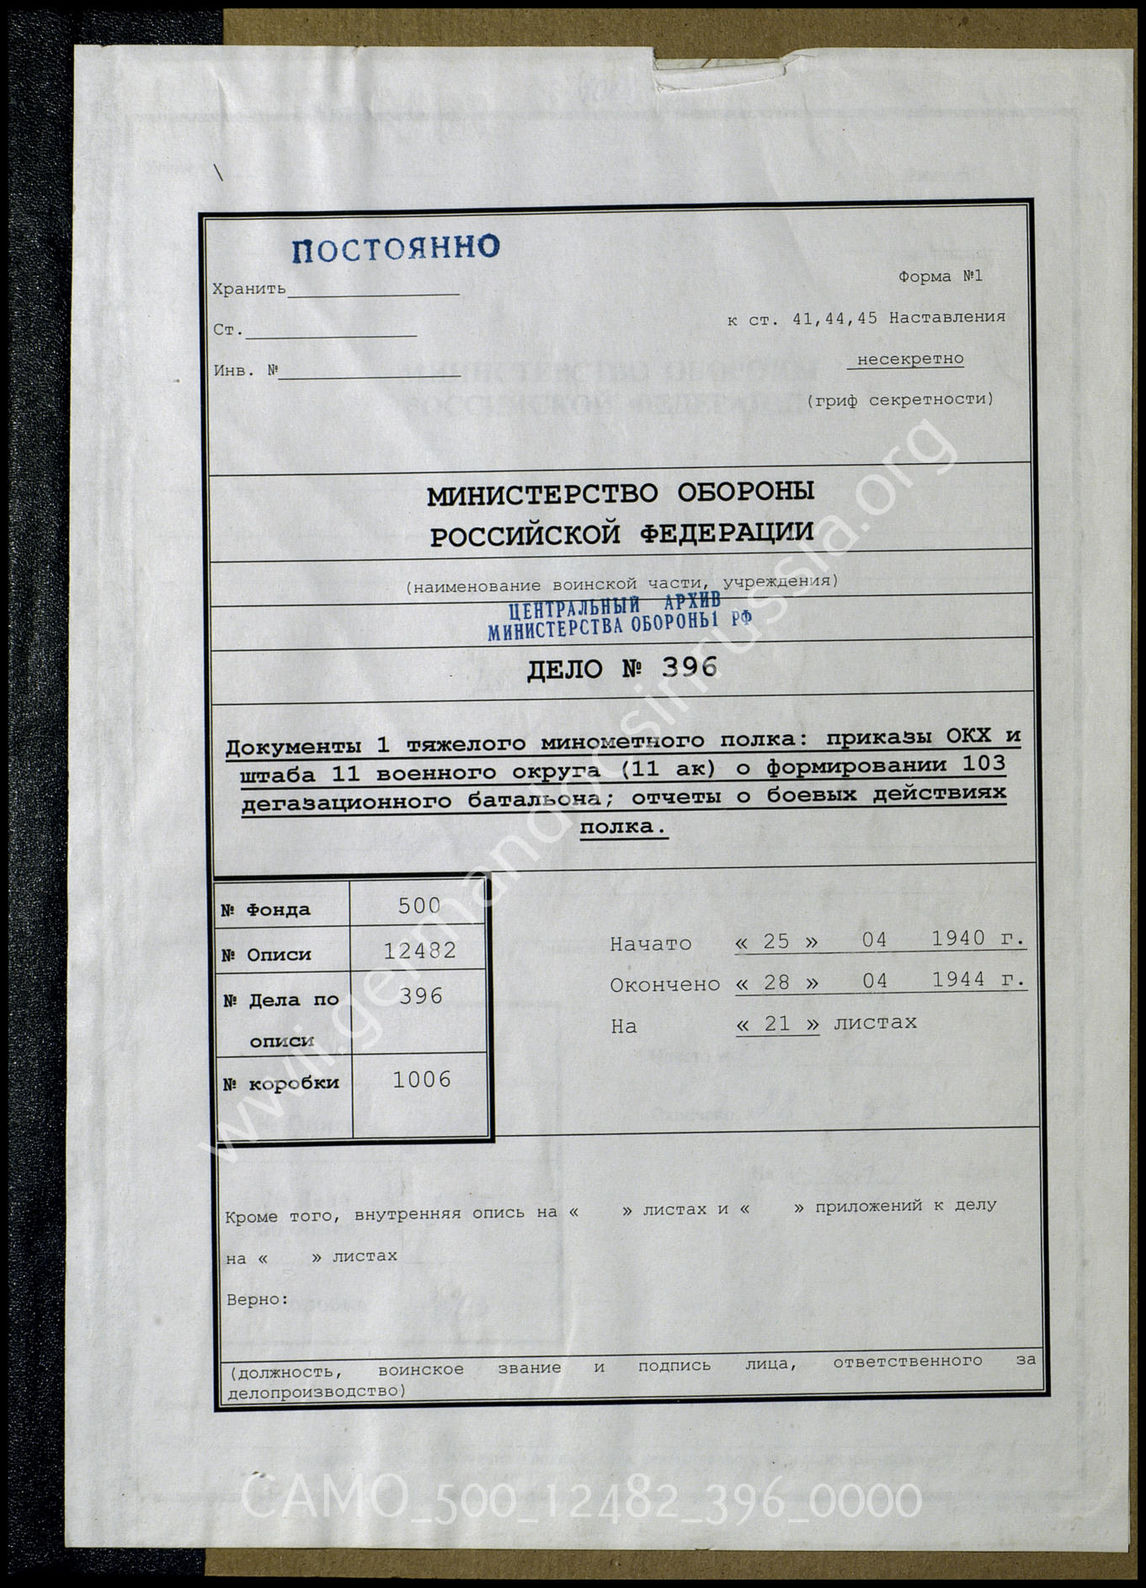 ПОСТОЯННО
Хранить
Форма №1
Ст.
к ст. 41,44,45 Наставления
Инв. №
несекретно
(гриф секретности)
МИНИСТЕРСТВО ОБОРОНЫ
РОССИЙСКОЙ ФЕДЕРАЦИИ
(наименование воинской части, учреждения)
ЦЕНТРАЛЬНЫЙ АРХИВ
МИНИСТЕРСТВА ОБОРОНЫ РФ
ДЕЛО № 396
Документы 1 тяжелого минометного полка: приказы ОКХ и
штаба 11 военного округа (11 ак) о формировании 103
дегазационного батальона; отчеты о боевых действиях
полка.
№ Фонда 500
№ Описи 12482
№ Дела по 396
описи
№ коробки 1006
Начато « 25 » 04 1940 г.
Окончено « 28 » 04 1944 г.
На « 21 » листах
Кроме того, внутренняя опись на « » листах и « » приложений к делу
на « » листах
Верно:
(должность, воинское звание и подпись лица, ответственного за
делопроизводство)
www.germandocsinrussia.org
CAMO_500_12482_396_0000